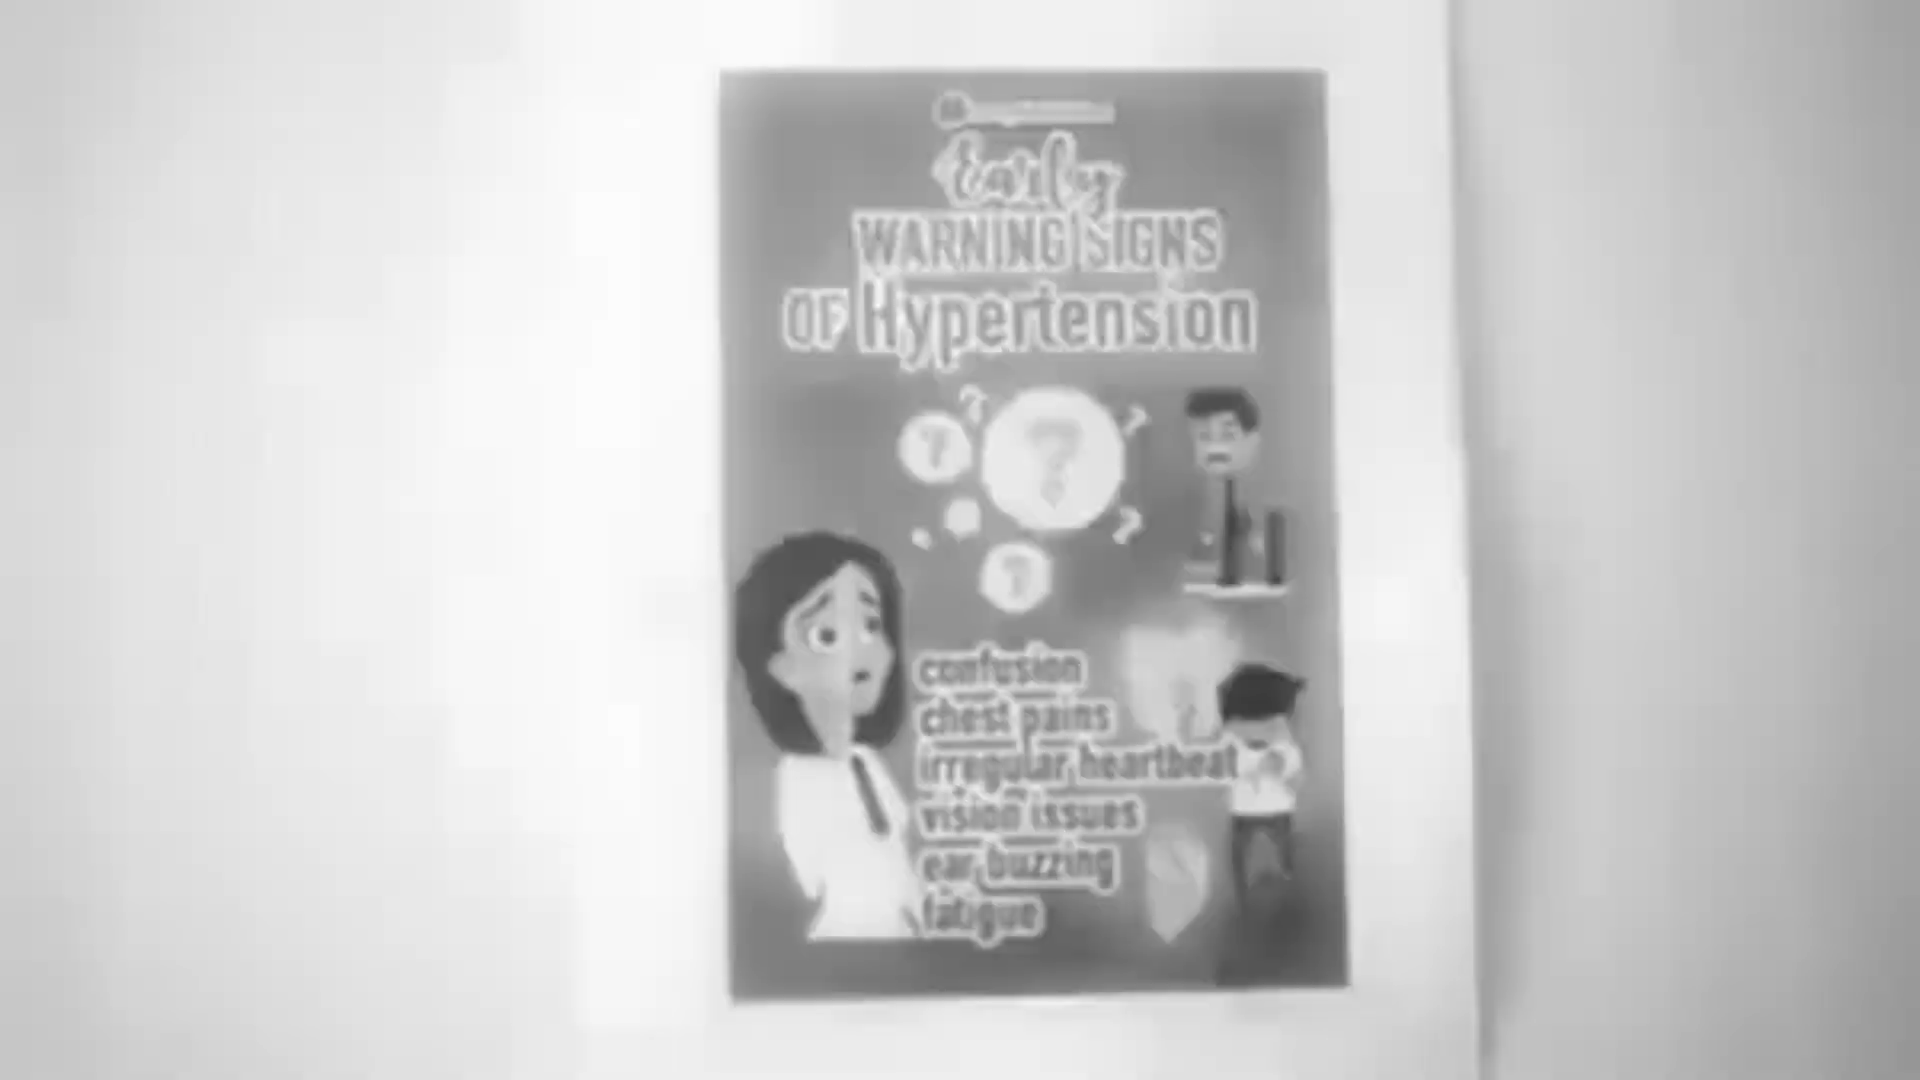 Early
WARNING SIGNS
OF Hypertension
?
?
?
?
?
?
confusion
chest pains
irregular heartbeat
vision issues
ear buzzing
fatigue